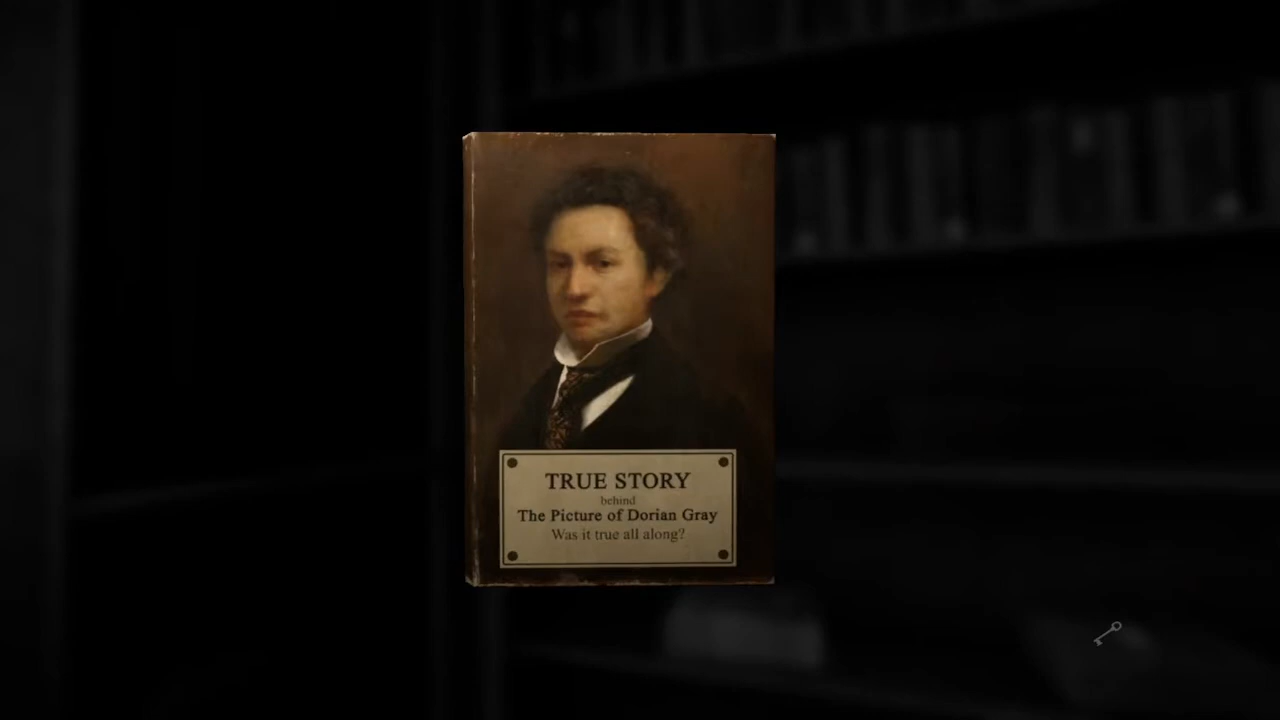 TRUE STORY
behind
The Picture of Dorian Gray
Was it true all along?